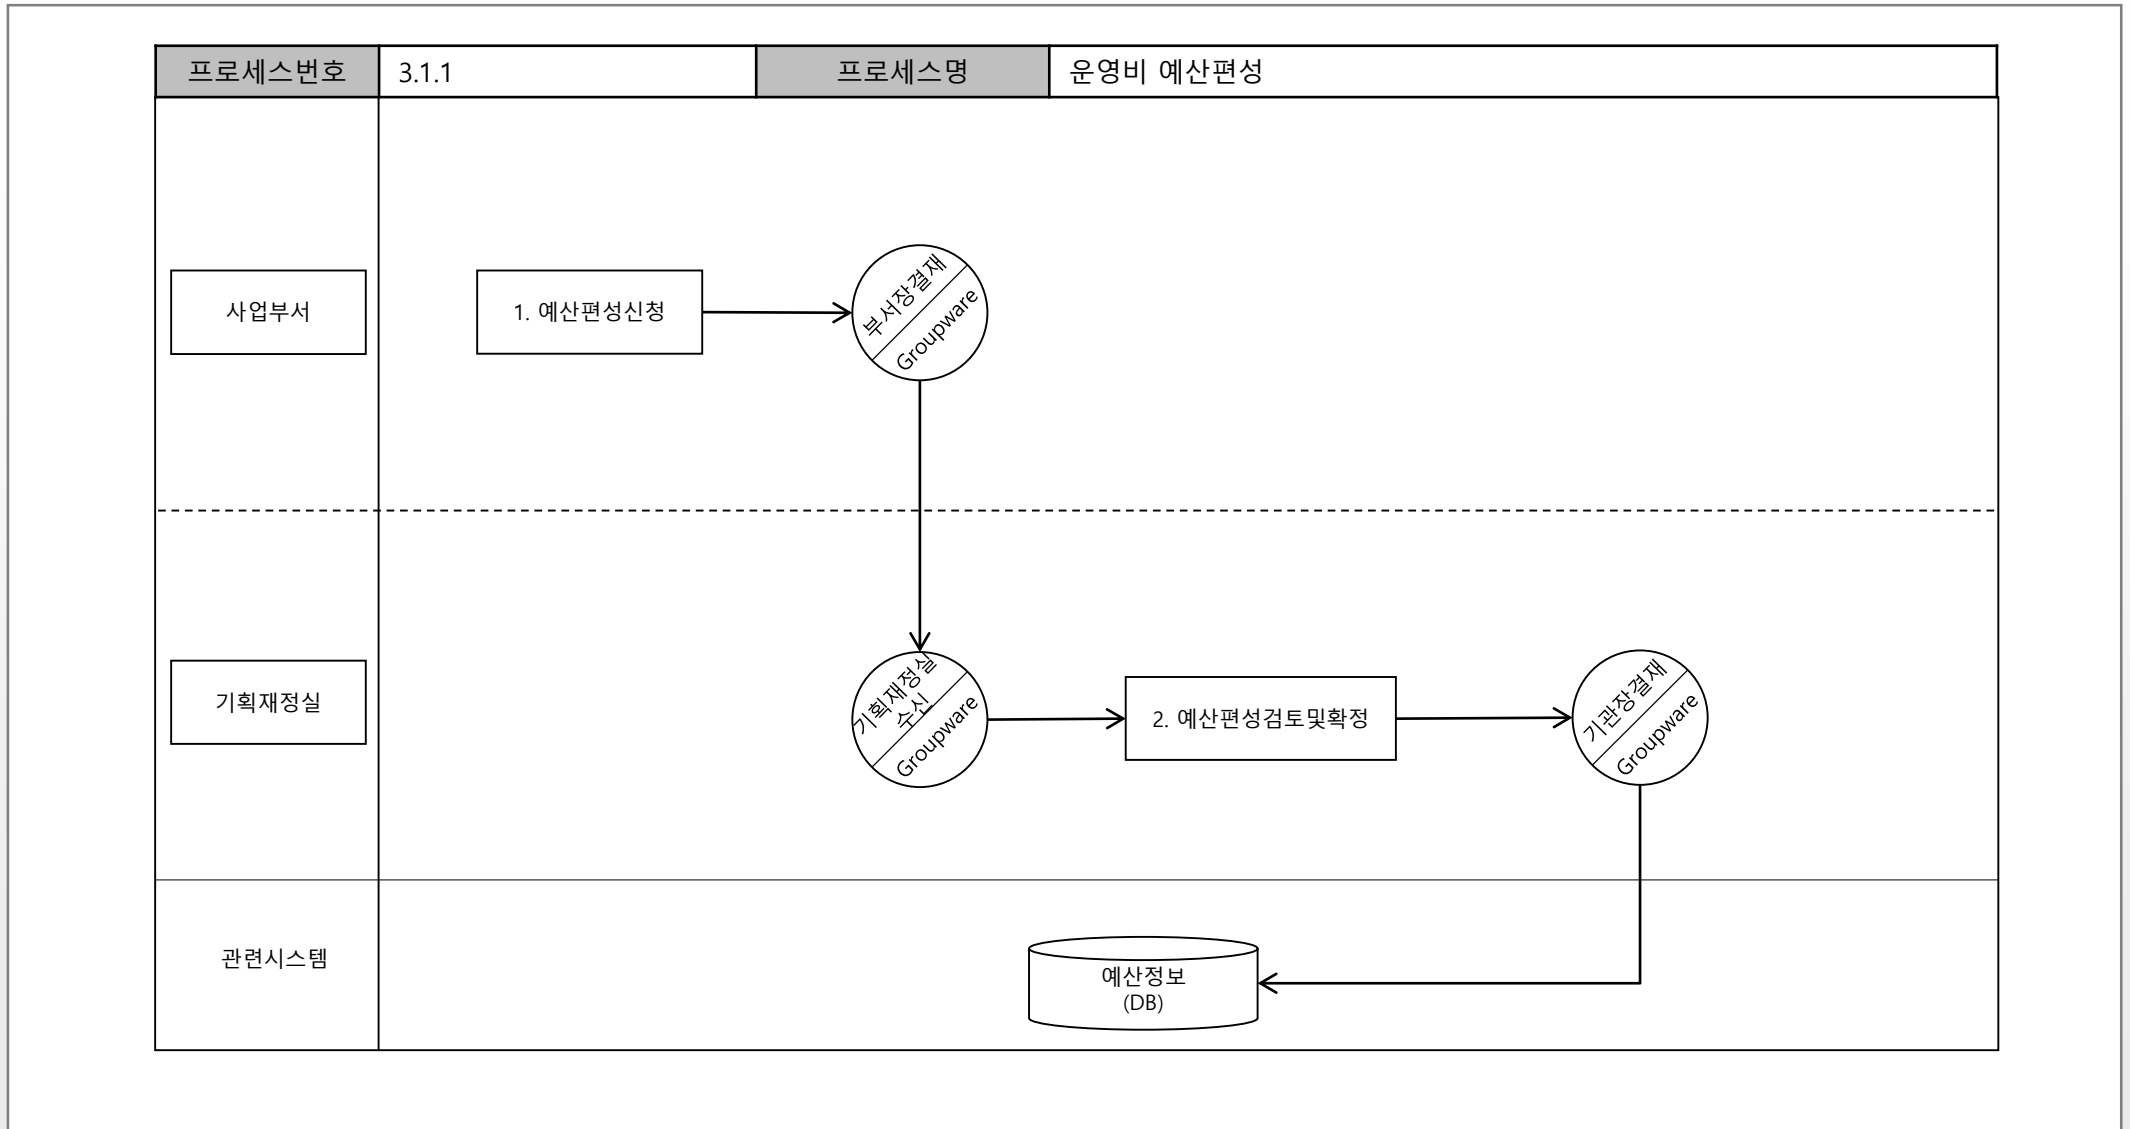 프로세스번호
3.1.1
프로세스명
운영비 예산편성
사업부서
1. 예산편성신청
부서장결재
Groupware
기획재정실
기획재정실
수신
Groupware
2. 예산편성검토및확정
기관장결재
Groupware
관련시스템
예산정보
(DB)